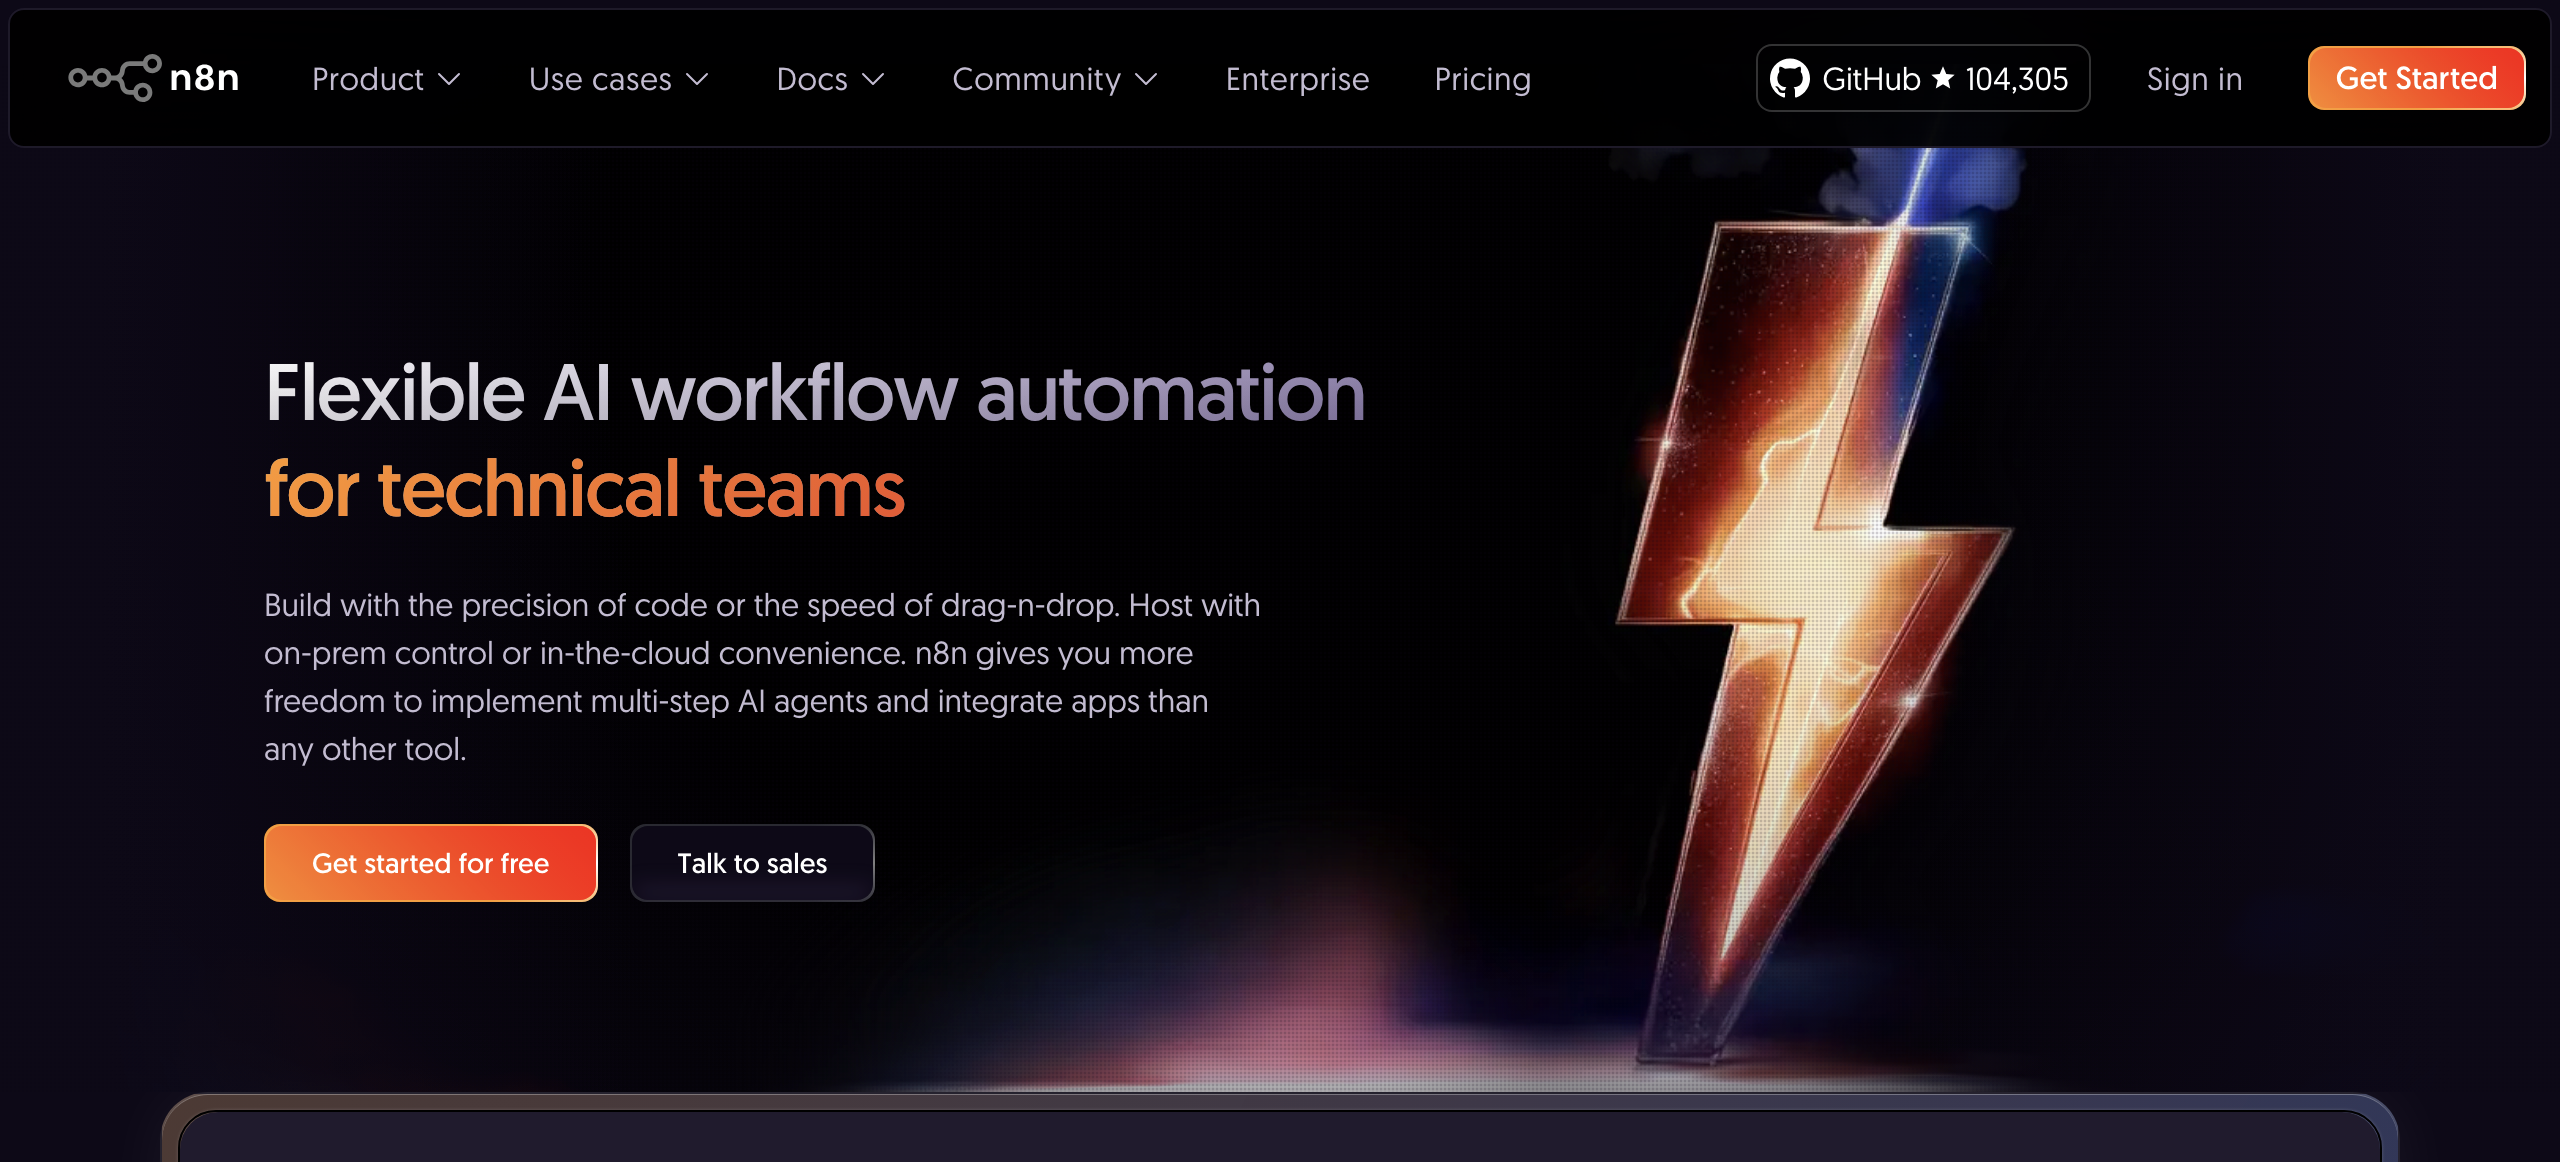 n8n Product Use cases Docs Community Enterprise Pricing GitHub ★ 104,305 Sign in Get Started
Flexible AI workflow automation
for technical teams
Build with the precision of code or the speed of drag-n-drop. Host with
on-prem control or in-the-cloud convenience. n8n gives you more
freedom to implement multi-step AI agents and integrate apps than
any other tool.
Get started for free Talk to sales